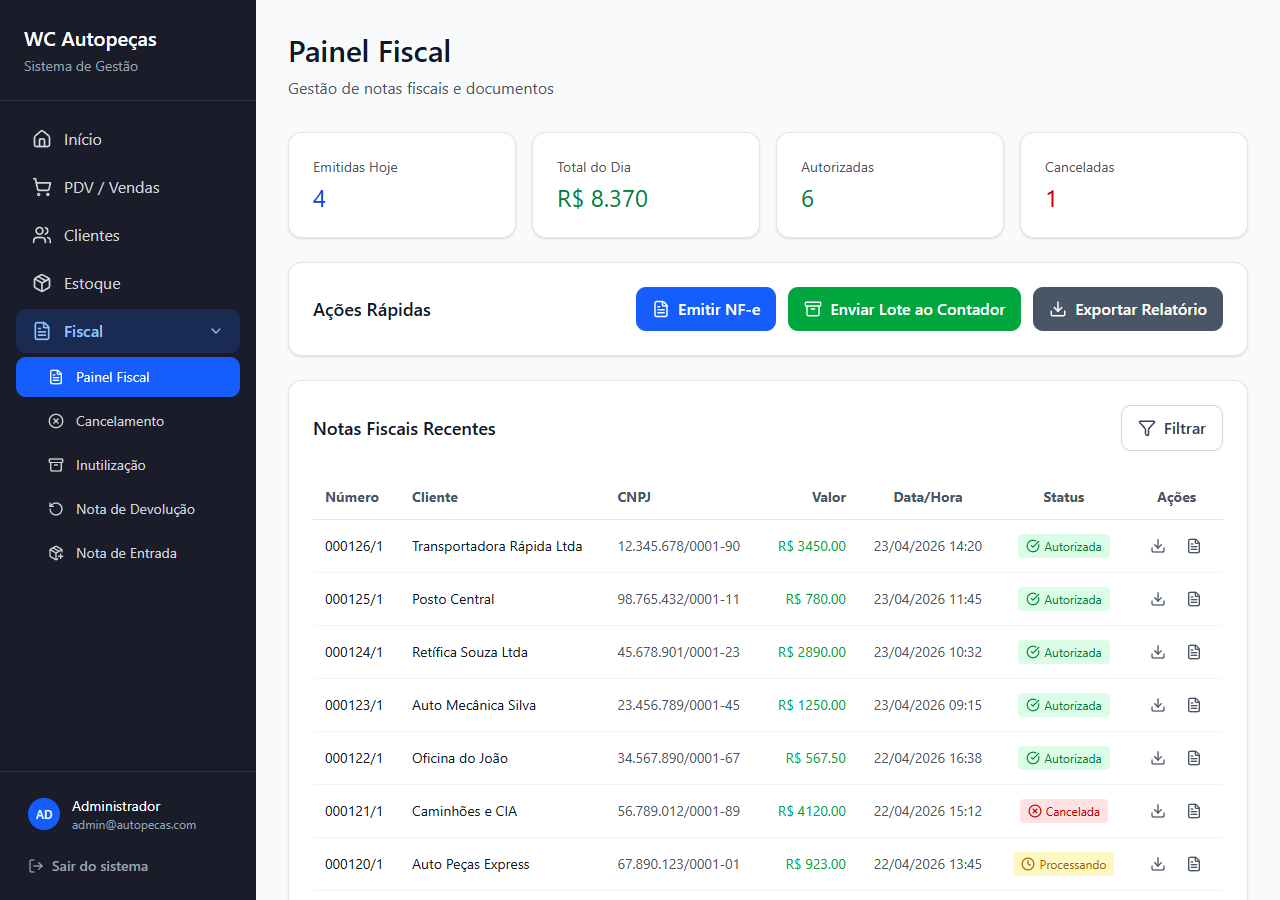 WC Autopeças
Sistema de Gestão
Início
PDV / Vendas
Clientes
Estoque
Fiscal
Painel Fiscal
Cancelamento
Inutilização
Nota de Devolução
Nota de Entrada
AD
Administrador
admin@autopecas.com
Sair do sistema
Painel Fiscal
Gestão de notas fiscais e documentos
Emitidas Hoje
4
Total do Dia
R$ 8.370
Autorizadas
6
Canceladas
1
Ações Rápidas
Emitir NF-e
Enviar Lote ao Contador
Exportar Relatório
Notas Fiscais Recentes
Filtrar
Número Cliente CNPJ Valor Data/Hora Status Ações
000126/1 Transportadora Rápida Ltda 12.345.678/0001-90 R$ 3450.00 23/04/2026 14:20 Autorizada
000125/1 Posto Central 98.765.432/0001-11 R$ 780.00 23/04/2026 11:45 Autorizada
000124/1 Retífica Souza Ltda 45.678.901/0001-23 R$ 2890.00 23/04/2026 10:32 Autorizada
000123/1 Auto Mecânica Silva 23.456.789/0001-45 R$ 1250.00 23/04/2026 09:15 Autorizada
000122/1 Oficina do João 34.567.890/0001-67 R$ 567.50 22/04/2026 16:38 Autorizada
000121/1 Caminhões e CIA 56.789.012/0001-89 R$ 4120.00 22/04/2026 15:12 Cancelada
000120/1 Auto Peças Express 67.890.123/0001-01 R$ 923.00 22/04/2026 13:45 Processando